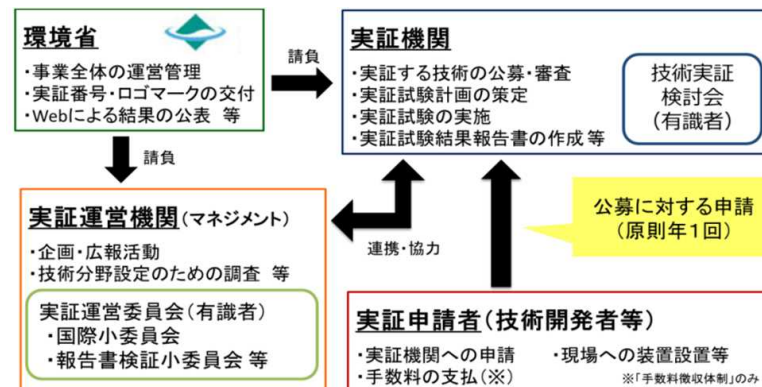 環境省
・事業全体の運営管理
・実証番号・ロゴマークの交付
・Webによる結果の公表 等
請負
実証機関
・実証する技術の公募・審査
・実証試験計画の策定
・実証試験の実施
・実証試験結果報告書の作成等
技術実証
検討会
(有識者)
請負
実証運営機関(マネジメント)
・企画・広報活動
・技術分野設定のための調査 等
実証運営委員会(有識者)
・国際小委員会
・報告書検証小委員会 等
連携・協力
公募に対する申請
(原則年1回)
実証申請者(技術開発者等)
・実証機関への申請 ・現場への装置設置等
・手数料の支払(※) ※「手数料徴収体制」のみ